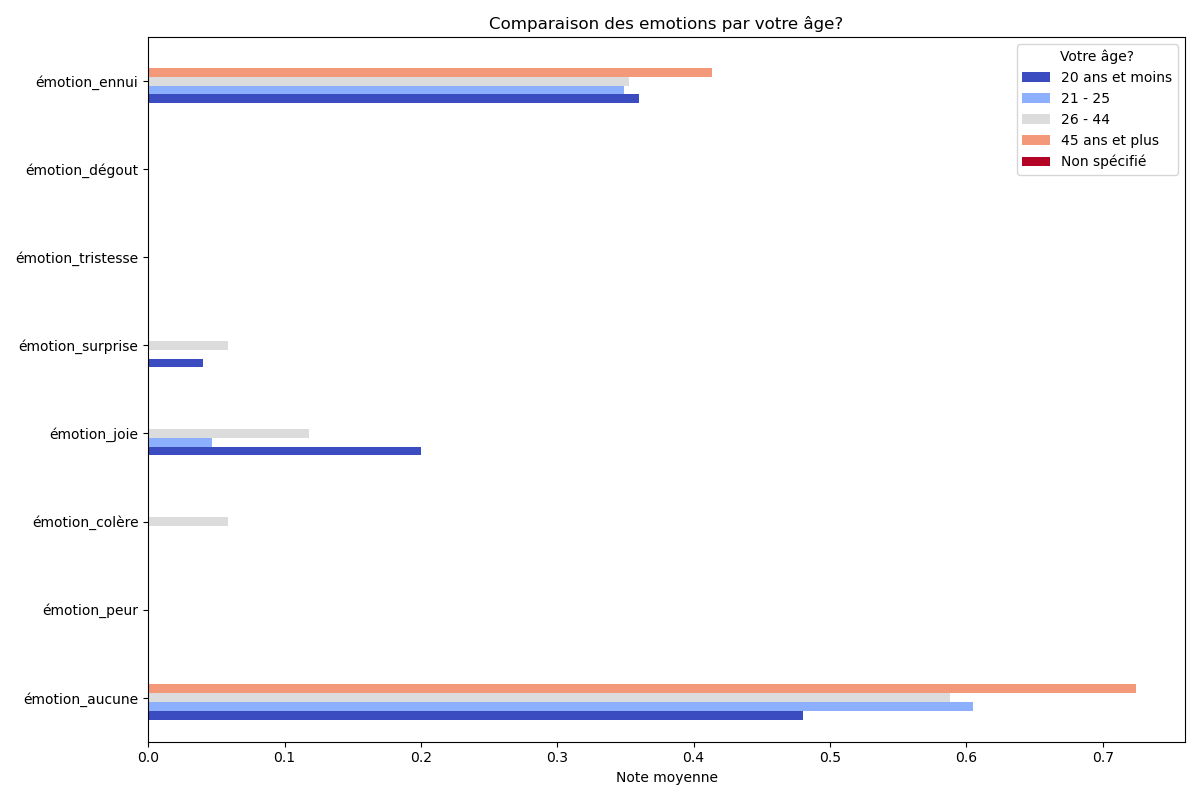 Comparaison des emotions par votre âge?
émotion_ennui
émotion_dégout
émotion_tristesse
émotion_surprise
émotion_joie
émotion_colère
émotion_peur
émotion_aucune
Votre âge?
20 ans et moins
21 - 25
26 - 44
45 ans et plus
Non spécifié
0.0 0.1 0.2 0.3 0.4 0.5 0.6 0.7
Note moyenne